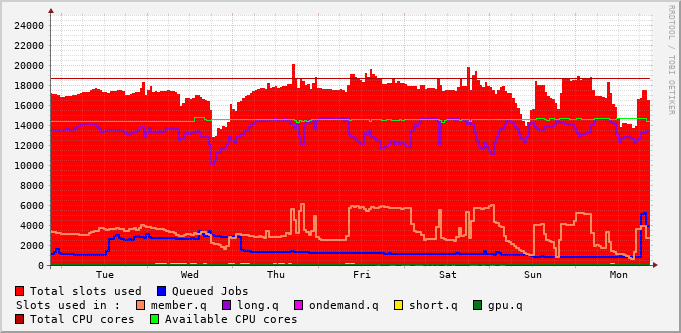 RRDTOOL / TOBI OETIKER
24000
22000
20000
18000
16000
14000
12000
10000
8000
6000
4000
2000
0
Tue Wed Thu Fri Sat Sun Mon
Total slots used Queued Jobs
Slots used in : member.q long.q ondemand.q short.q gpu.q
Total CPU cores Available CPU cores